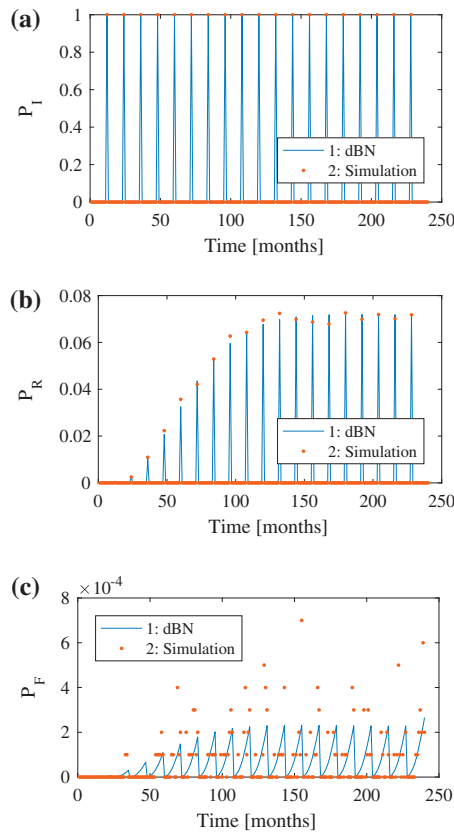 (a)
1
0.8
0.6
0.4
0.2
0
P_I
1: dBN
2: Simulation
0 50 100 150 200 250
Time [months]
(b)
0.08
0.06
0.04
0.02
0
P_R
1: dBN
2: Simulation
0 50 100 150 200 250
Time [months]
(c)
×10⁻⁴
8
6
4
2
0
P_F
1: dBN
2: Simulation
0 50 100 150 200 250
Time [months]